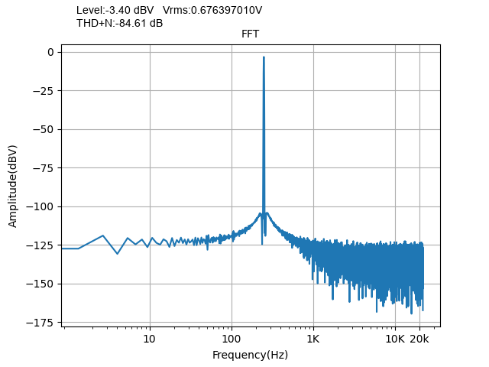 Level:-3.40 dBV   Vrms:0.676397010V
THD+N:-84.61 dB
FFT
0
−25
−50
−75
−100
−125
−150
−175
Amplitude(dBV)
10 100 1K 10K 20k
Frequency(Hz)